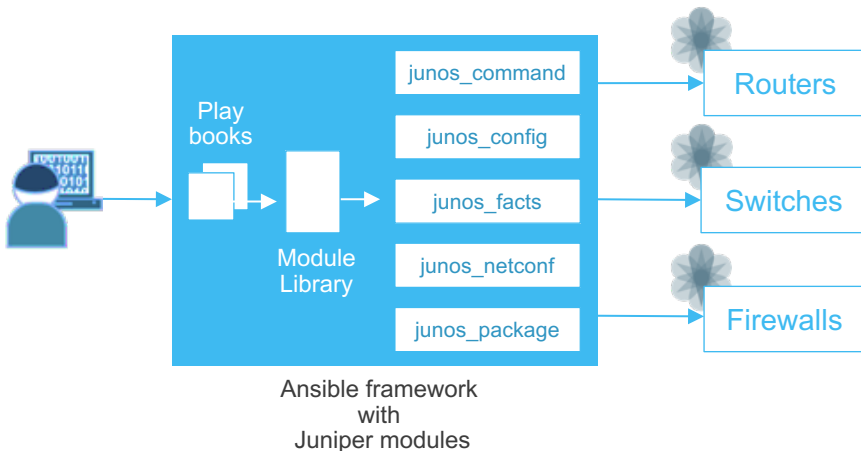 Play
books
Module
Library
junos_command
junos_config
junos_facts
junos_netconf
junos_package
Routers
Switches
Firewalls
Ansible framework
with
Juniper modules